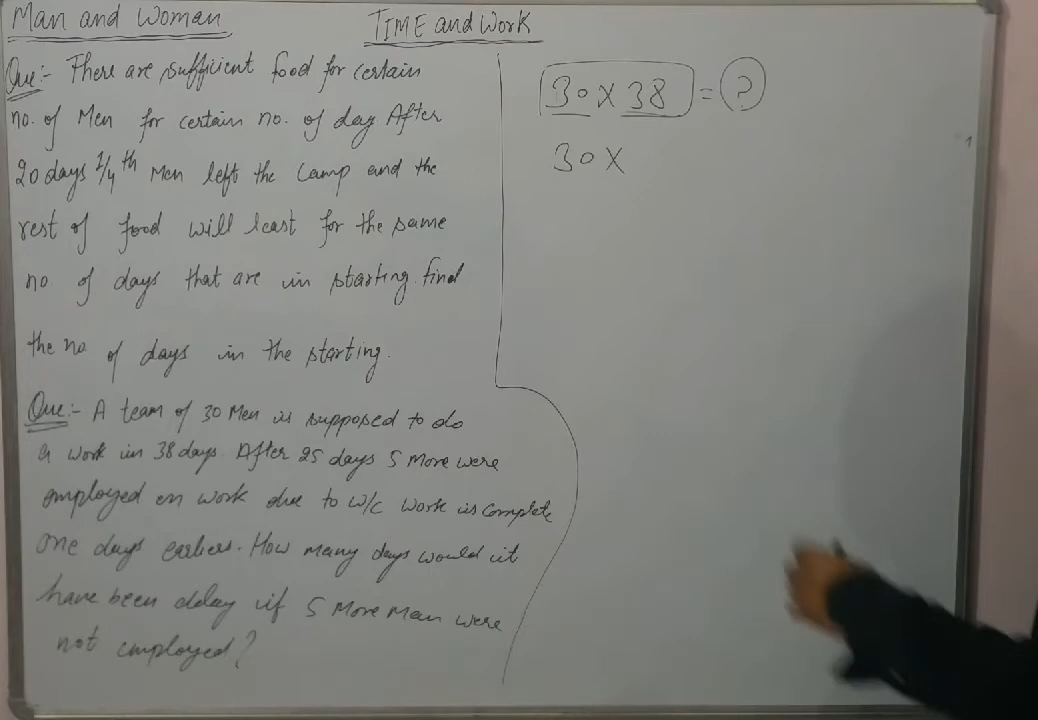 Man and Woman
TIME and Work
Que:- There are sufficient food for certain
no. of Men for certain no. of day After
20 days 1/4 th Men left the Camp and the
rest of food will least for the same
no of days that are in starting. find
the no of days in the starting.
Que:- A team of 30 Men is supposed to do
a work in 38 days. After 25 days 5 More were
employed on work due to w/c work is complete
one days earlier. How many days would it
have been delay if 5 More Man were
not employed?
30 × 38 = ?
30 ×